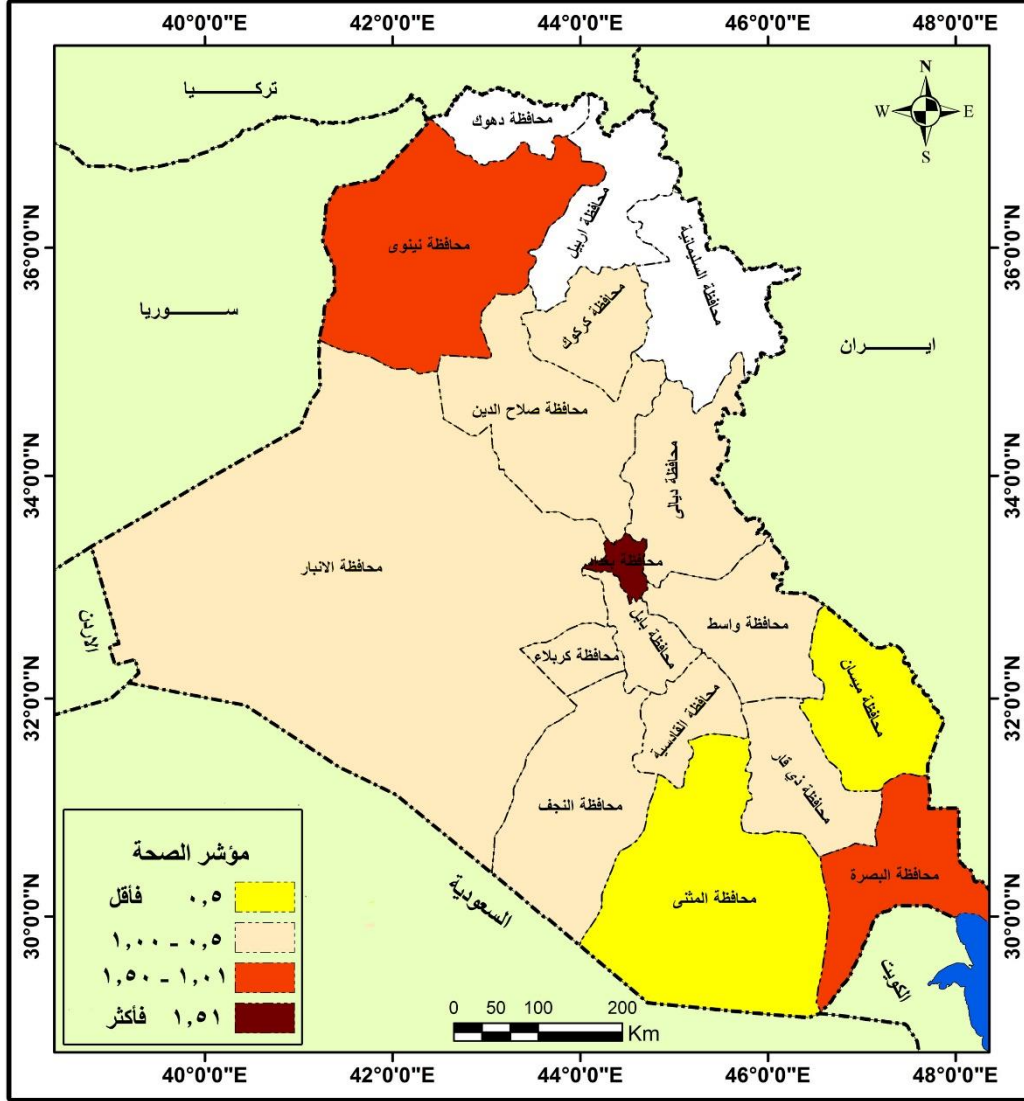 40°0'0"E 42°0'0"E 44°0'0"E 46°0'0"E 48°0'0"E
N
W E
S
تركـــــــــيا
محافظة دهوك
محافظة اربيل
محافظة السليمانية
محافظة نينوى
36°0'0"N 36°0'0"N
ســـــــوريا
محافظة كركوك
ايـــــــــران
محافظة صلاح الدين
34°0'0"N 34°0'0"N
محافظة ديالى
محافظة
محافظة الانبار
محافظة واسط
محافظة بابل
الاردن
محافظة كربلاء
32°0'0"N 32°0'0"N
محافظة ميسان
محافظة القادسية
محافظة ذي قار
محافظة النجف
محافظة البصرة
محافظة المثنى
السعودية
30°0'0"N 30°0'0"N
الكويت
مؤشر الصحة
٠,٥ فأقل
٠,٥ - ١,٠٠
١,٠١ - ١,٥٠
١,٥١ فأكثر
0 50 100 200
Km
40°0'0"E 42°0'0"E 44°0'0"E 46°0'0"E 48°0'0"E